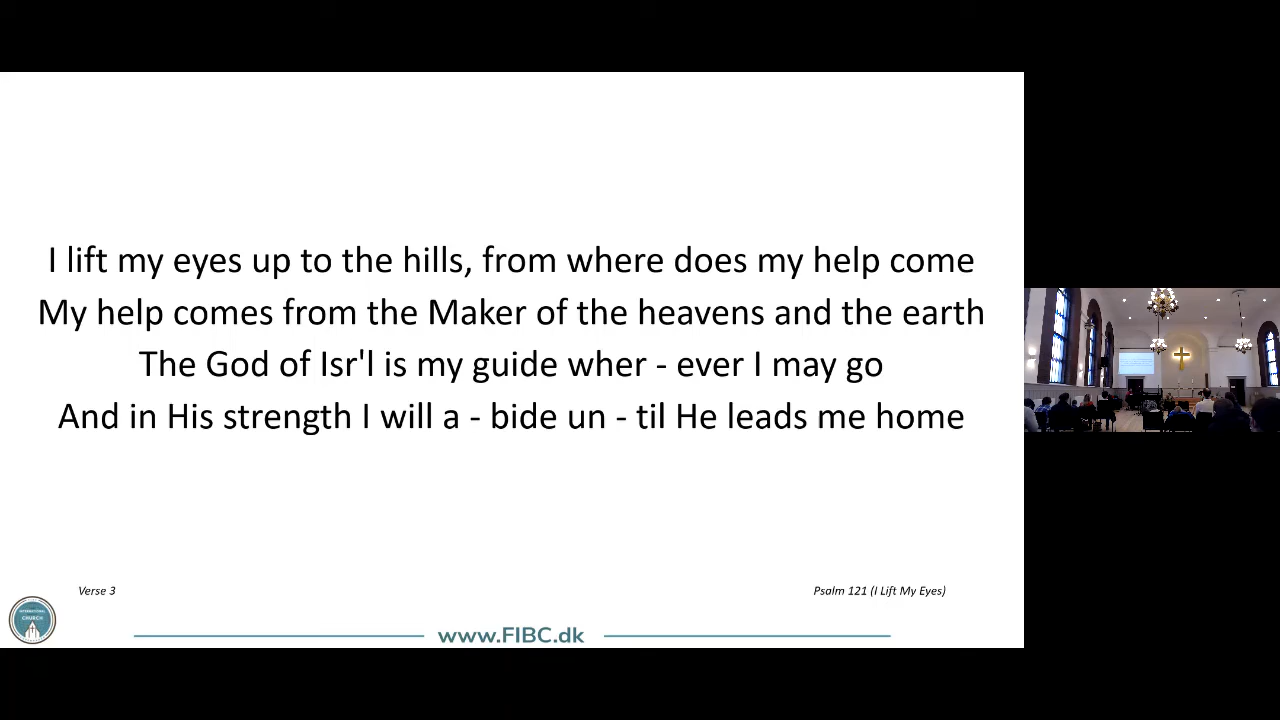 I lift my eyes up to the hills, from where does my help come
My help comes from the Maker of the heavens and the earth
The God of Isr'l is my guide wher - ever I may go
And in His strength I will a - bide un - til He leads me home
Verse 3
Psalm 121 (I Lift My Eyes)
INTERNATIONAL
CHURCH
www.FIBC.dk